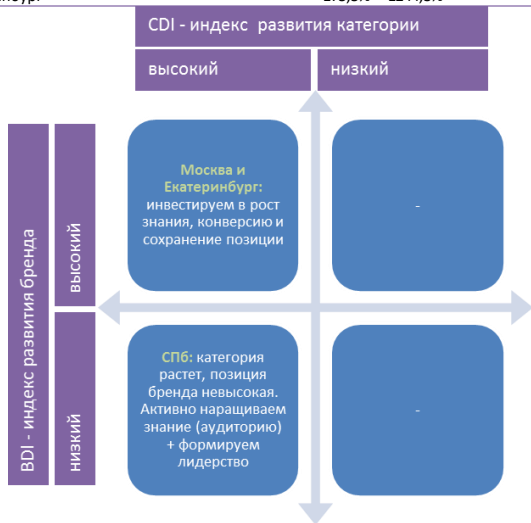 CDI - индекс развития категории
высокий
низкий
BDI - индекс развития бренда
высокий
Москва и
Екатеринбург:
инвестируем в рост
знания, конверсию и
сохранение позиции
-
низкий
СПб: категория
растет, позиция
бренда невысокая.
Активно наращиваем
знание (аудиторию)
+ формируем
лидерство
-